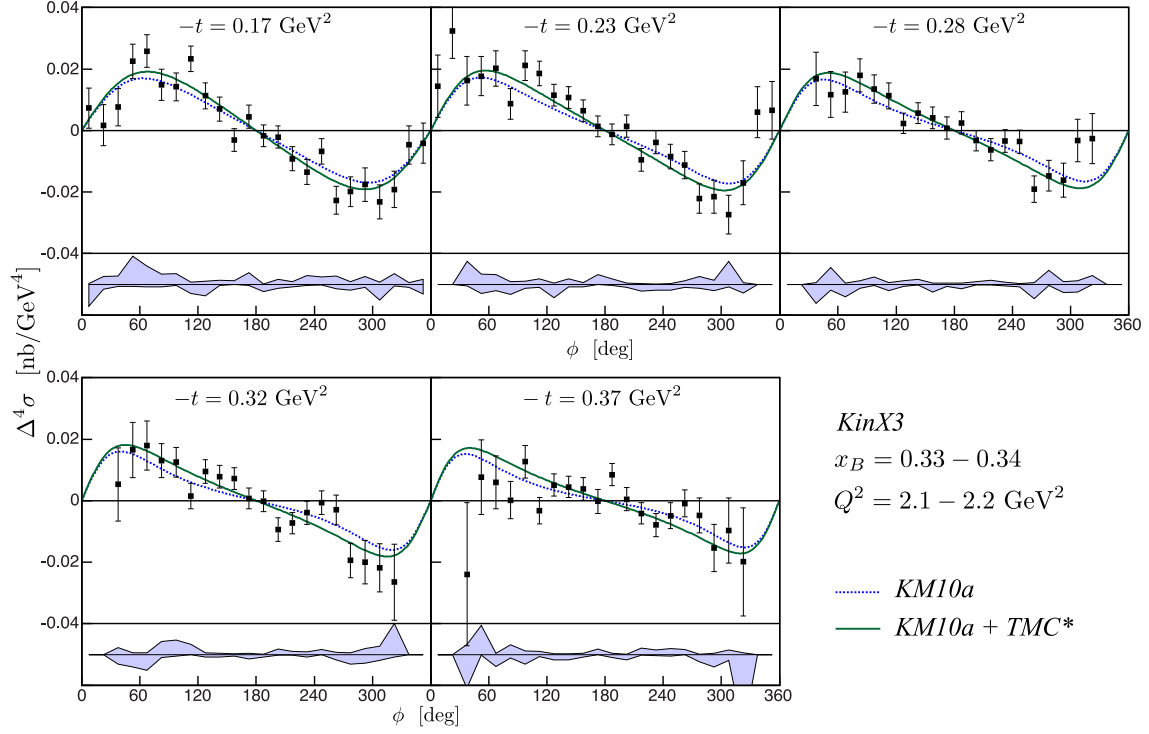 Δ⁴σ [nb/GeV⁴]
−t = 0.17 GeV²
−t = 0.23 GeV²
−t = 0.28 GeV²
0.04
0.02
0
-0.02
-0.04
0 60 120 180 240 300 0 60 120 180 240 300 0 60 120 180 240 300 360
ϕ [deg]
−t = 0.32 GeV²
− t = 0.37 GeV²
0.04
0.02
0
-0.02
-0.04
0 60 120 180 240 300 0 60 120 180 240 300 360
ϕ [deg]
KinX3
x_B = 0.33 − 0.34
Q² = 2.1 − 2.2 GeV²
KM10a
KM10a + TMC*